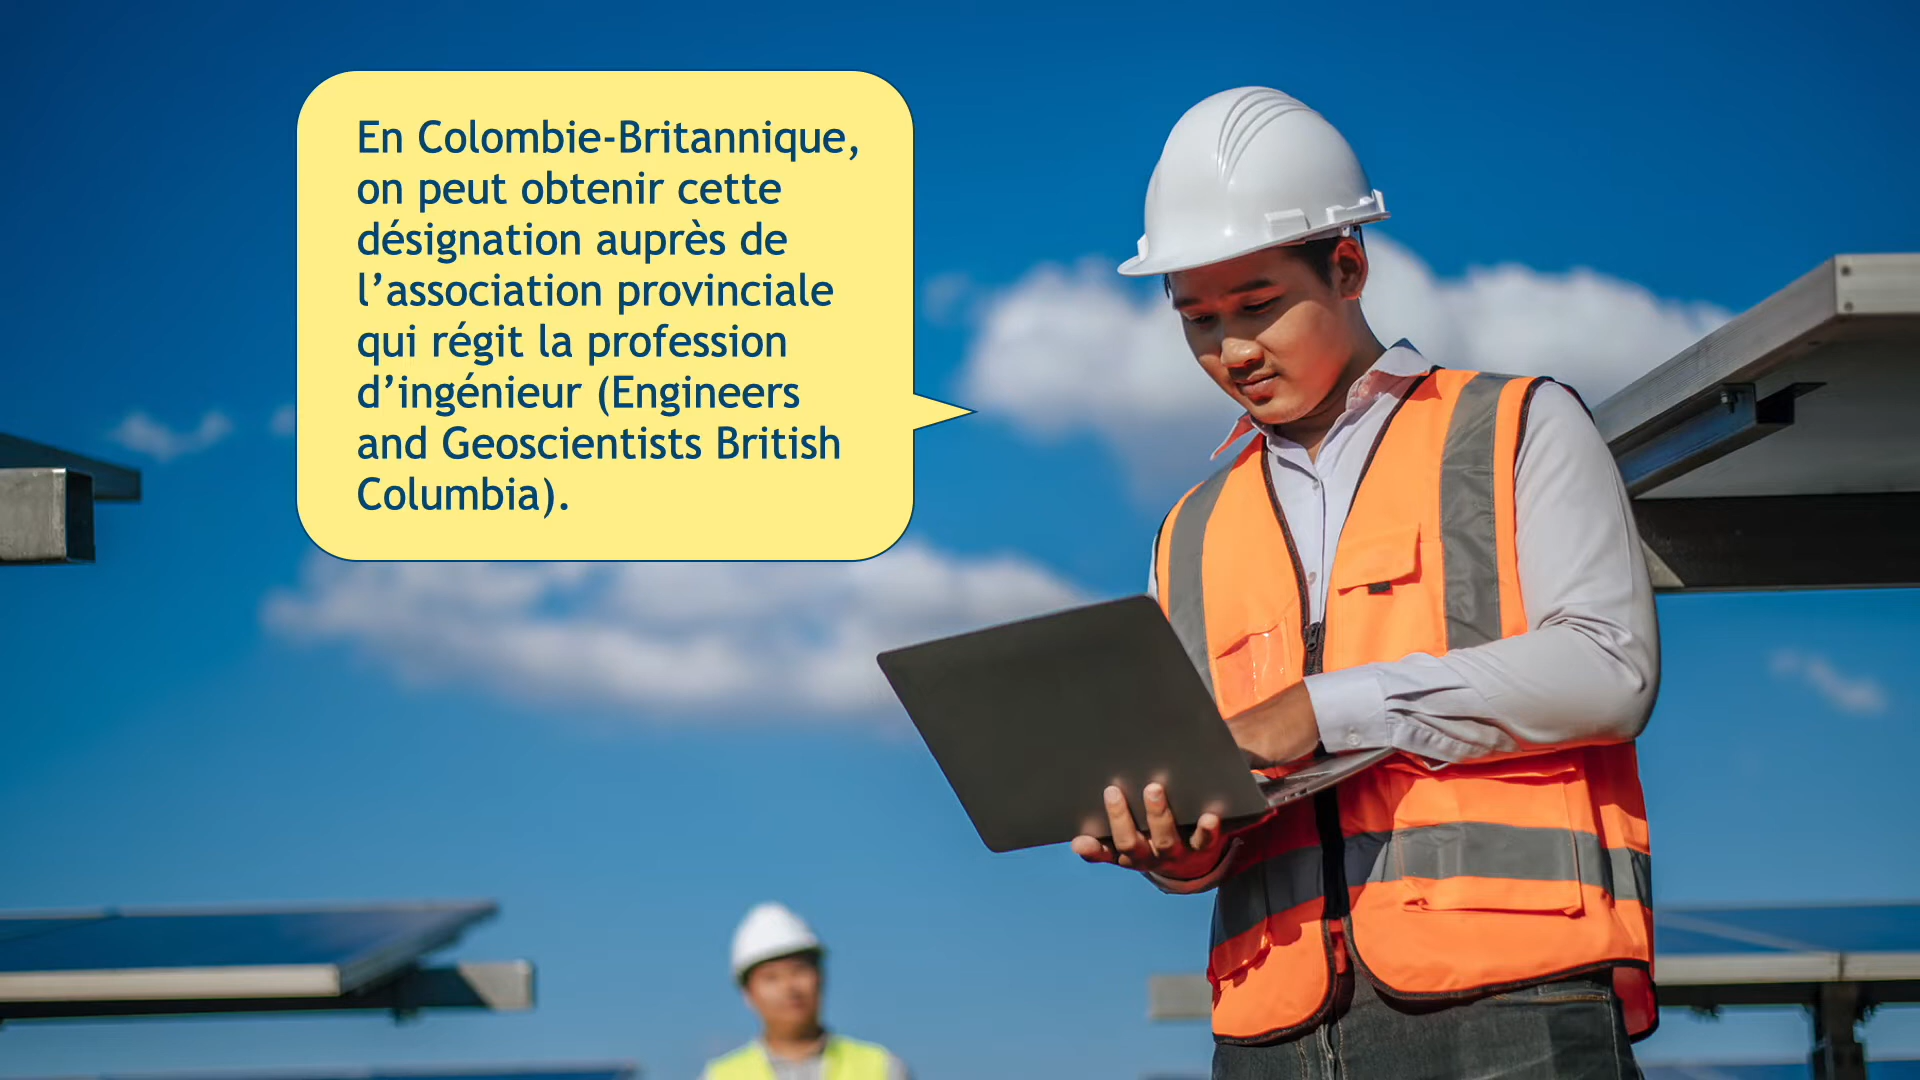 En Colombie-Britannique,
on peut obtenir cette
désignation auprès de
l’association provinciale
qui régit la profession
d’ingénieur (Engineers
and Geoscientists British
Columbia).